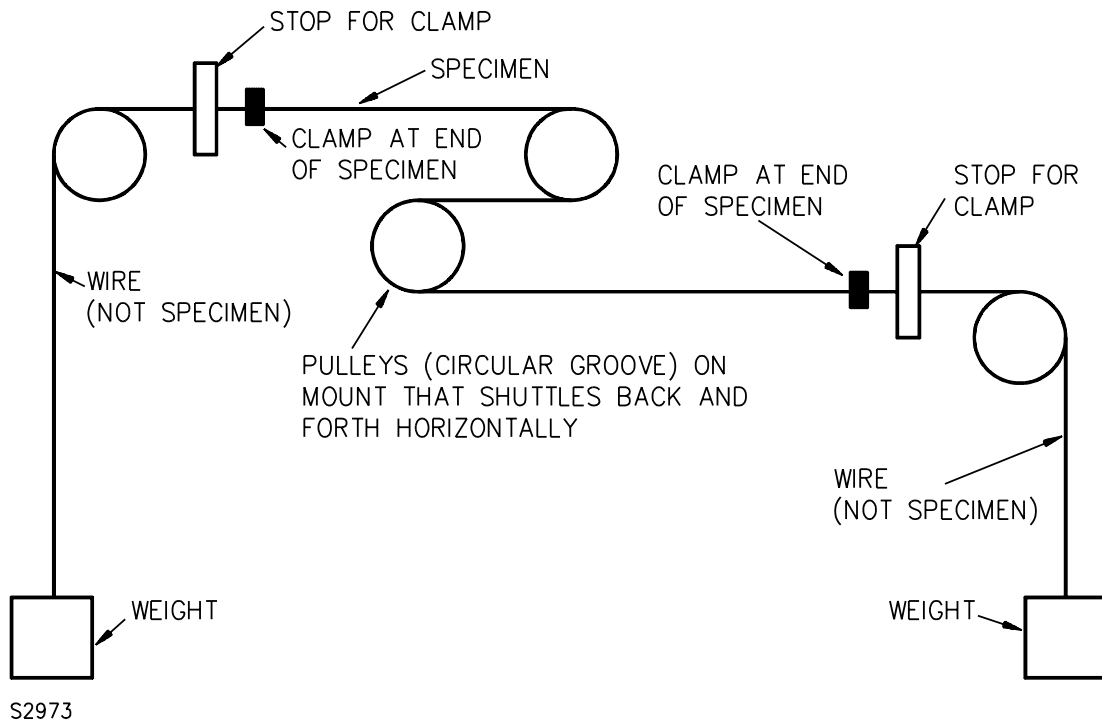 STOP FOR CLAMP
SPECIMEN
CLAMP AT END
OF SPECIMEN
CLAMP AT END
OF SPECIMEN
STOP FOR
CLAMP
WIRE
(NOT SPECIMEN)
PULLEYS (CIRCULAR GROOVE) ON
MOUNT THAT SHUTTLES BACK AND
FORTH HORIZONTALLY
WIRE
(NOT SPECIMEN)
WEIGHT
WEIGHT
S2973